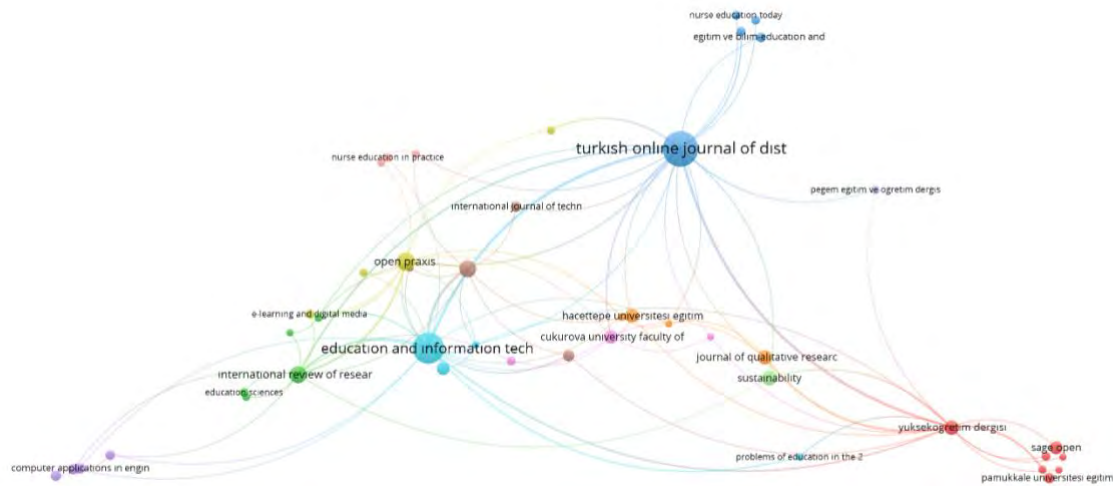 nurse education today
egitim ve bilim-education and
turkish online journal of dist
nurse education in practice
pegem egitim ve ogretim dergis
international journal of techn
open praxis
e-learning and digital media
hacettepe universitesi egitim
cukurova university faculty of
education and information tech
journal of qualitative researc
international review of resear
sustainability
education sciences
yuksekogretim dergisi
sage open
problems of education in the 2
computer applications in engin
pamukkale universitesi egitim